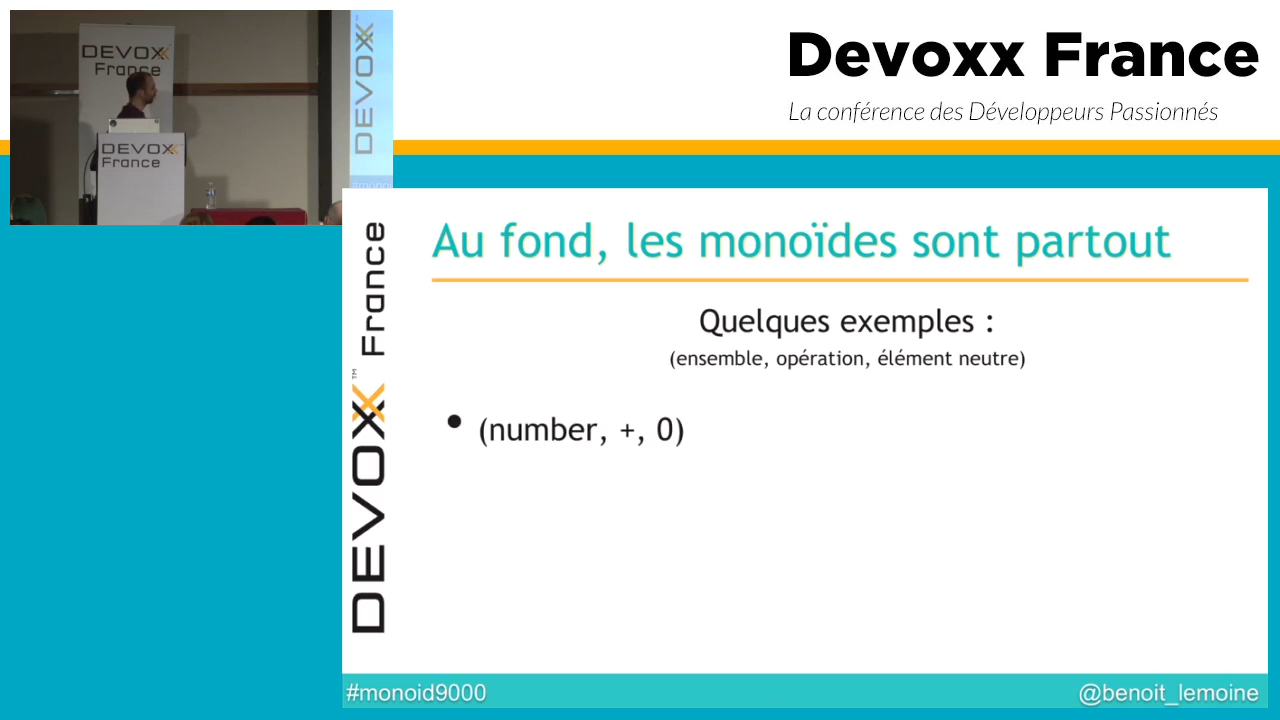 DEVOXX
France
DEVOXX
France
DEVOXX
Devoxx France
La conférence des Développeurs Passionnés
DEVOXX™ France
Au fond, les monoïdes sont partout
Quelques exemples :
(ensemble, opération, élément neutre)
• (number, +, 0)
#monoid9000
@benoit_lemoine